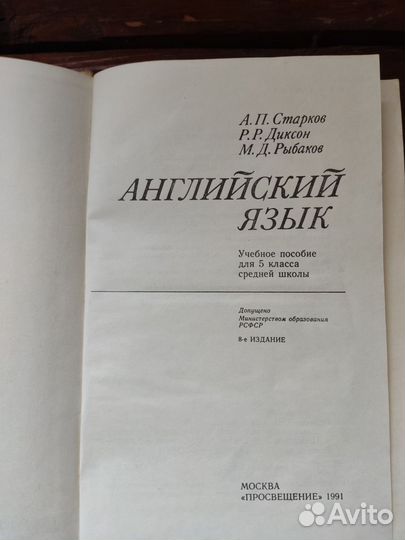 А. П. Старков
Р. Р. Диксон
М. Д. Рыбаков
АНГЛИЙСКИЙ
ЯЗЫК
Учебное пособие
для 5 класса
средней школы
Допущено
Министерством образования
РСФСР
8-е ИЗДАНИЕ
МОСКВА
«ПРОСВЕЩЕНИЕ» 1991
Avito